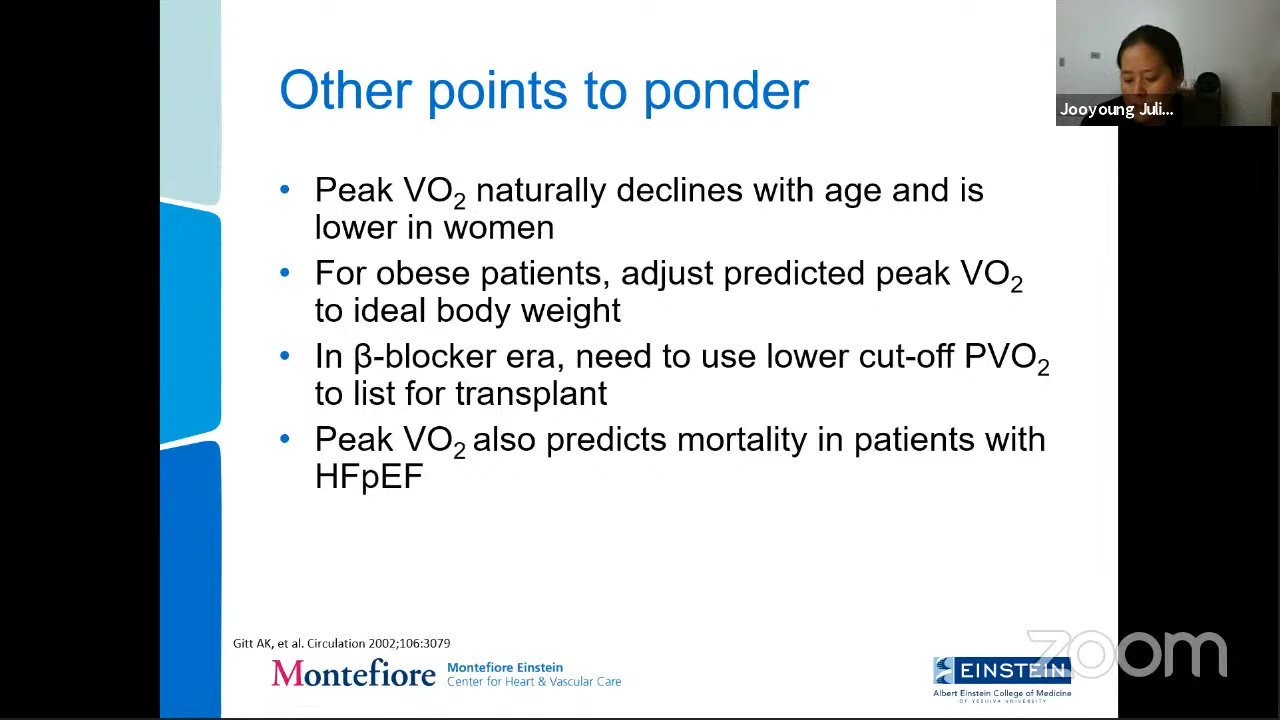 Other points to ponder
Jooyoung Juli...
• Peak VO₂ naturally declines with age and is
lower in women
• For obese patients, adjust predicted peak VO₂
to ideal body weight
• In β-blocker era, need to use lower cut-off PVO₂
to list for transplant
• Peak VO₂ also predicts mortality in patients with
HFpEF
Gitt AK, et al. Circulation 2002;106:3079
Montefiore
Montefiore Einstein
Center for Heart & Vascular Care
EINSTEIN
Albert Einstein College of Medicine
OF YESHIVA UNIVERSITY
zoom